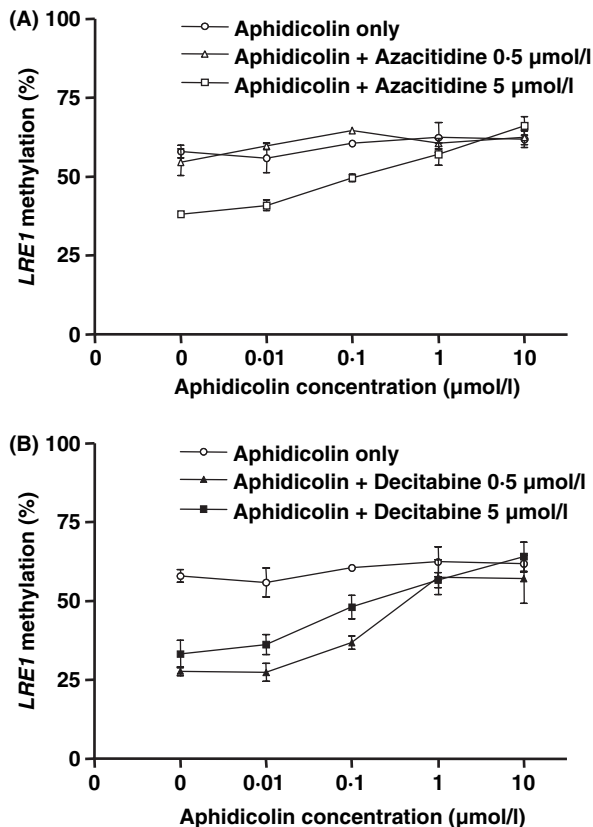 (A)
100
75
50
25
0
LRE1 methylation (%)
Aphidicolin only
Aphidicolin + Azacitidine 0·5 µmol/l
Aphidicolin + Azacitidine 5 µmol/l
0 0 0·01 0·1 1 10
Aphidicolin concentration (µmol/l)
(B)
100
75
50
25
0
LRE1 methylation (%)
Aphidicolin only
Aphidicolin + Decitabine 0·5 µmol/l
Aphidicolin + Decitabine 5 µmol/l
0 0 0·01 0·1 1 10
Aphidicolin concentration (µmol/l)